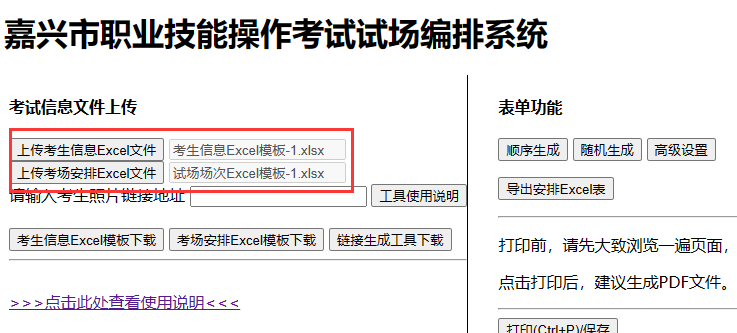 嘉兴市职业技能操作考试试场编排系统
考试信息文件上传
上传考生信息Excel文件 考生信息Excel模板-1.xlsx
上传考场安排Excel文件 试场场次Excel模板-1.xlsx
请输入考生照片链接地址 工具使用说明
考生信息Excel模板下载 考场安排Excel模板下载 链接生成工具下载
>>>点击此处查看使用说明<<<
表单功能
顺序生成 随机生成 高级设置
导出安排Excel表
打印前，请先大致浏览一遍页面，
点击打印后，建议生成PDF文件。
打印(Ctrl+P)/保存